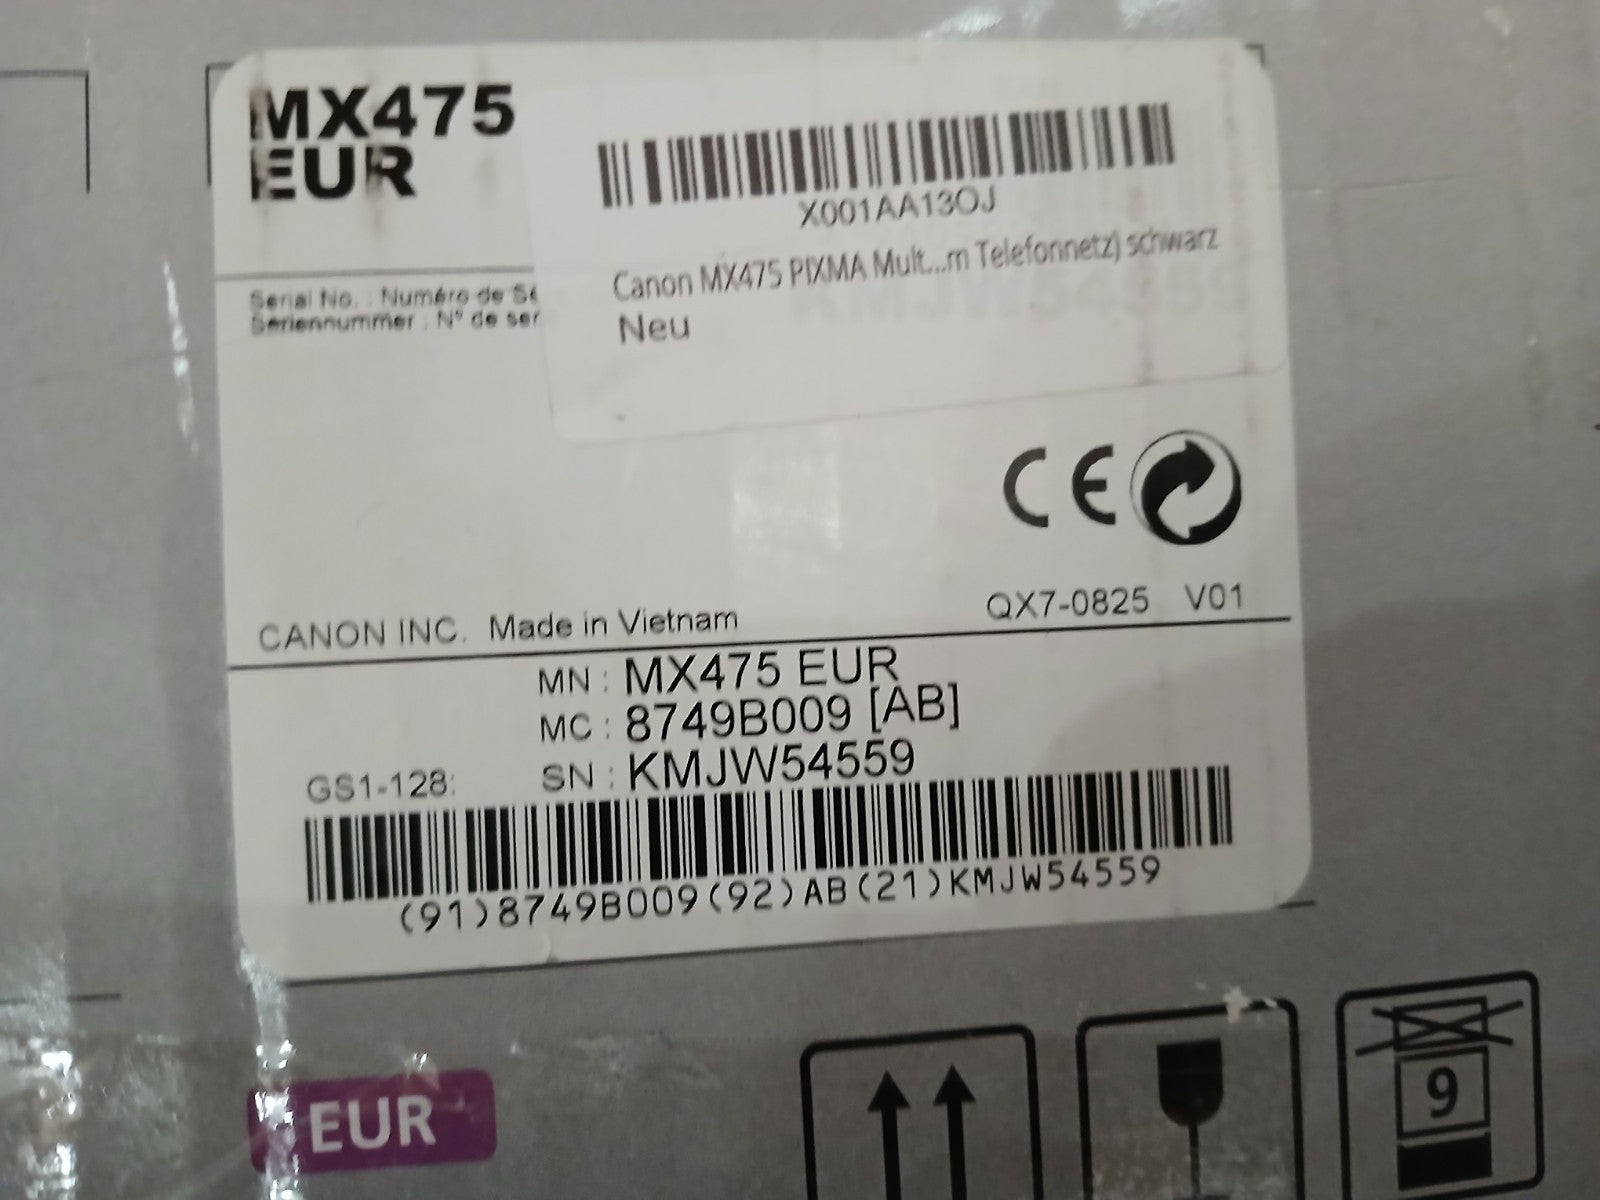 MX475
EUR
X001AA13OJ
Canon MX475 PIXMA Mult...m Telefonnetz) schwarz
Neu
Serial No. : Numéro de Sé
Seriennummer : Nº de ser
CE
CANON INC. Made in Vietnam
QX7-0825 V01
MN : MX475 EUR
MC : 8749B009 [AB]
GS1-128: SN : KMJW54559
(91)8749B009(92)AB(21)KMJW54559
EUR
9